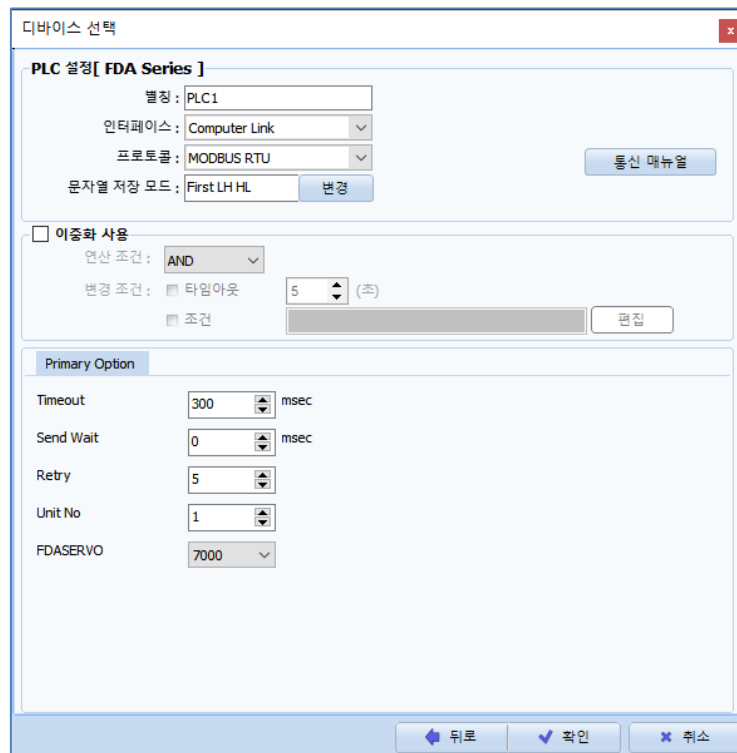 디바이스 선택
x
PLC 설정[ FDA Series ]
별칭 : PLC1
인터페이스 : Computer Link
프로토콜 : MODBUS RTU 통신 매뉴얼
문자열 저장 모드 : First LH HL 변경
이중화 사용
연산 조건 : AND
변경 조건 : 타임아웃 5 (초)
조건 편집
Primary Option
Timeout 300 msec
Send Wait 0 msec
Retry 5
Unit No 1
FDASERVO 7000
뒤로 확인 취소